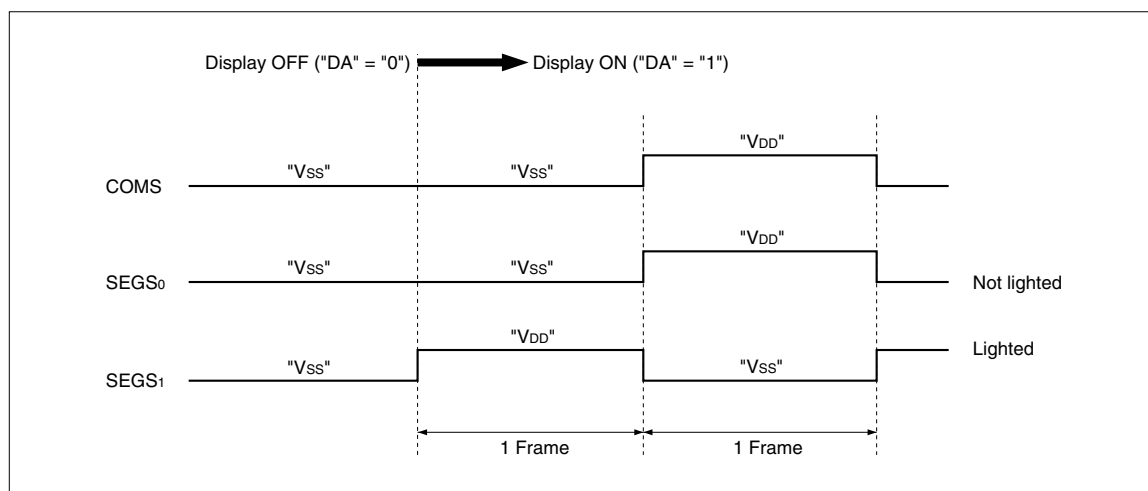 Display OFF ("DA" = "0") Display ON ("DA" = "1")
"VDD"
COMS "VSS" "VSS"
"VDD"
SEGS0 "VSS" "VSS" Not lighted
"VDD" Lighted
SEGS1 "VSS" "VSS"
1 Frame 1 Frame